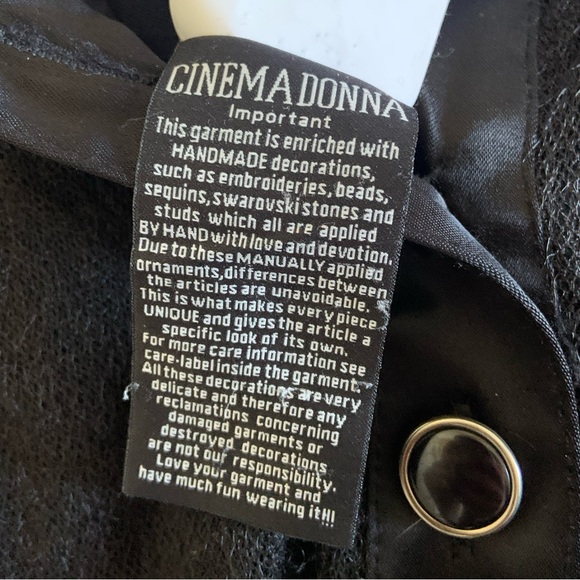 CINEMADONNA
Important
This garment is enriched with
HANDMADE decorations,
such as embroideries, beads,
sequins, swarovski stones and
studs which all are applied
BY HAND with love and devotion.
Due to these MANUALLY applied
ornaments, differences between
the articles are unavoidable.
This is what makes every piece
UNIQUE and gives the article a
specific look of its own.
For more care information see
care-label inside the garment.
All these decorations are very
delicate and therefore any
reclamations concerning
damaged garments or
destroyed decorations
are not our responsibility.
Love your garment and
have much fun wearing it!!!